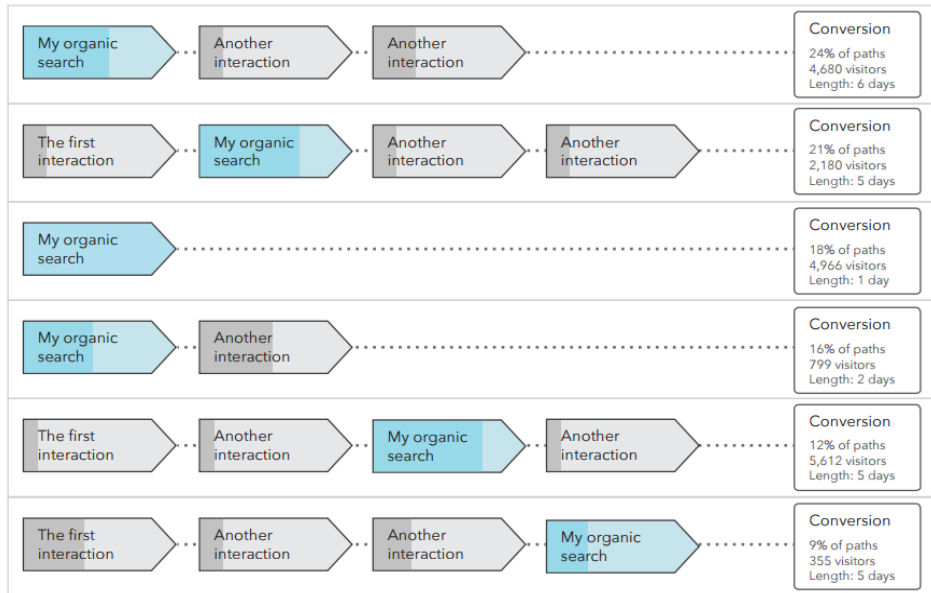 My organic
search
Another
interaction
Another
interaction
Conversion
24% of paths
4,680 visitors
Length: 6 days
The first
interaction
My organic
search
Another
interaction
Another
interaction
Conversion
21% of paths
2,180 visitors
Length: 5 days
My organic
search
Conversion
18% of paths
4,966 visitors
Length: 1 day
My organic
search
Another
interaction
Conversion
16% of paths
799 visitors
Length: 2 days
The first
interaction
Another
interaction
My organic
search
Another
interaction
Conversion
12% of paths
5,612 visitors
Length: 5 days
The first
interaction
Another
interaction
Another
interaction
My organic
search
Conversion
9% of paths
355 visitors
Length: 5 days